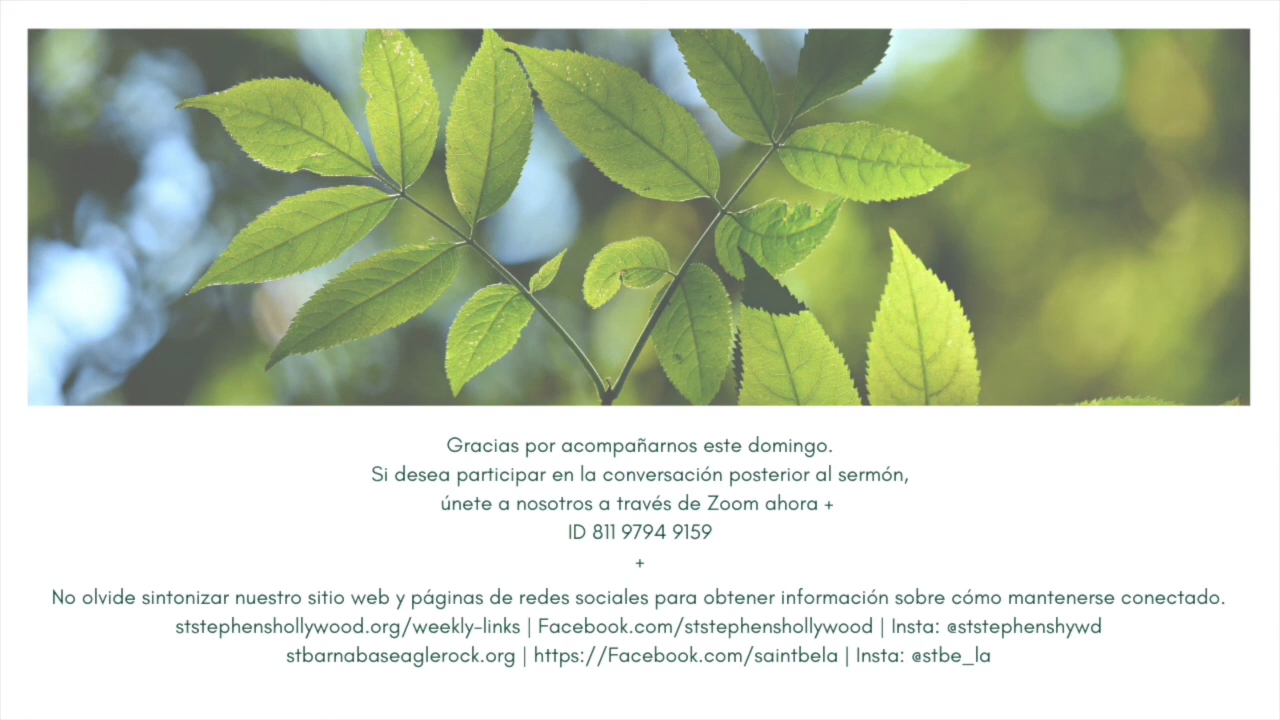 Gracias por acompañarnos este domingo.
Si desea participar en la conversación posterior al sermón,
únete a nosotros a través de Zoom ahora +
ID 811 9794 9159
+
No olvide sintonizar nuestro sitio web y páginas de redes sociales para obtener información sobre cómo mantenerse conectado.
ststephenshollywood.org/weekly-links | Facebook.com/ststephenshollywood | Insta: @ststephenshywd
stbarnabaseaglerock.org | https://Facebook.com/saintbela | Insta: @stbe_la